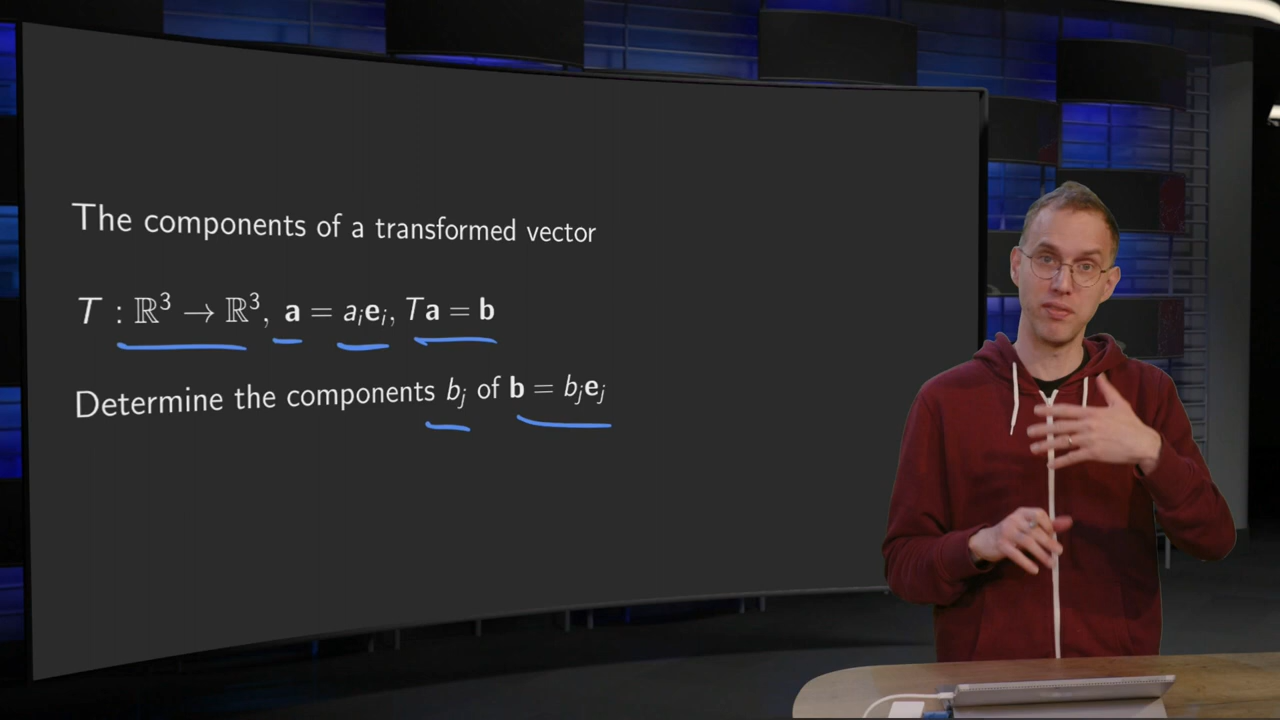 The components of a transformed vector
T : ℝ³ → ℝ³, a = aᵢeᵢ, Ta = b
Determine the components bⱼ of b = bⱼeⱼ